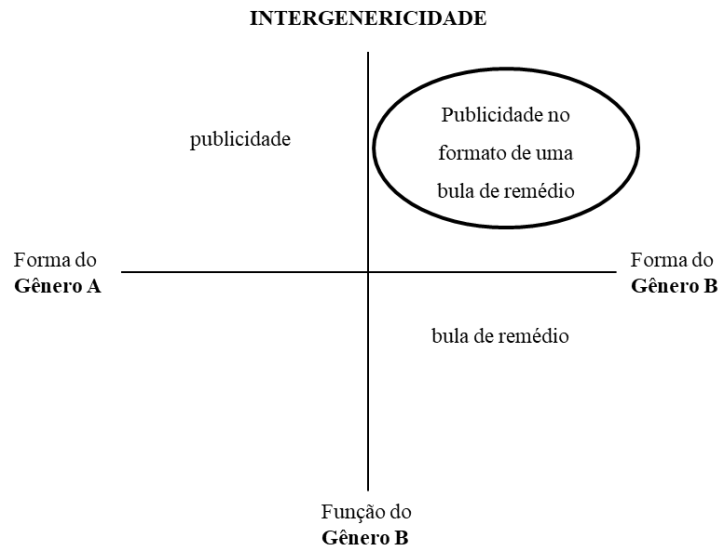 INTERGENERICIDADE
publicidade
Publicidade no
formato de uma
bula de remédio
Forma do
Gênero A
Forma do
Gênero B
bula de remédio
Função do
Gênero B